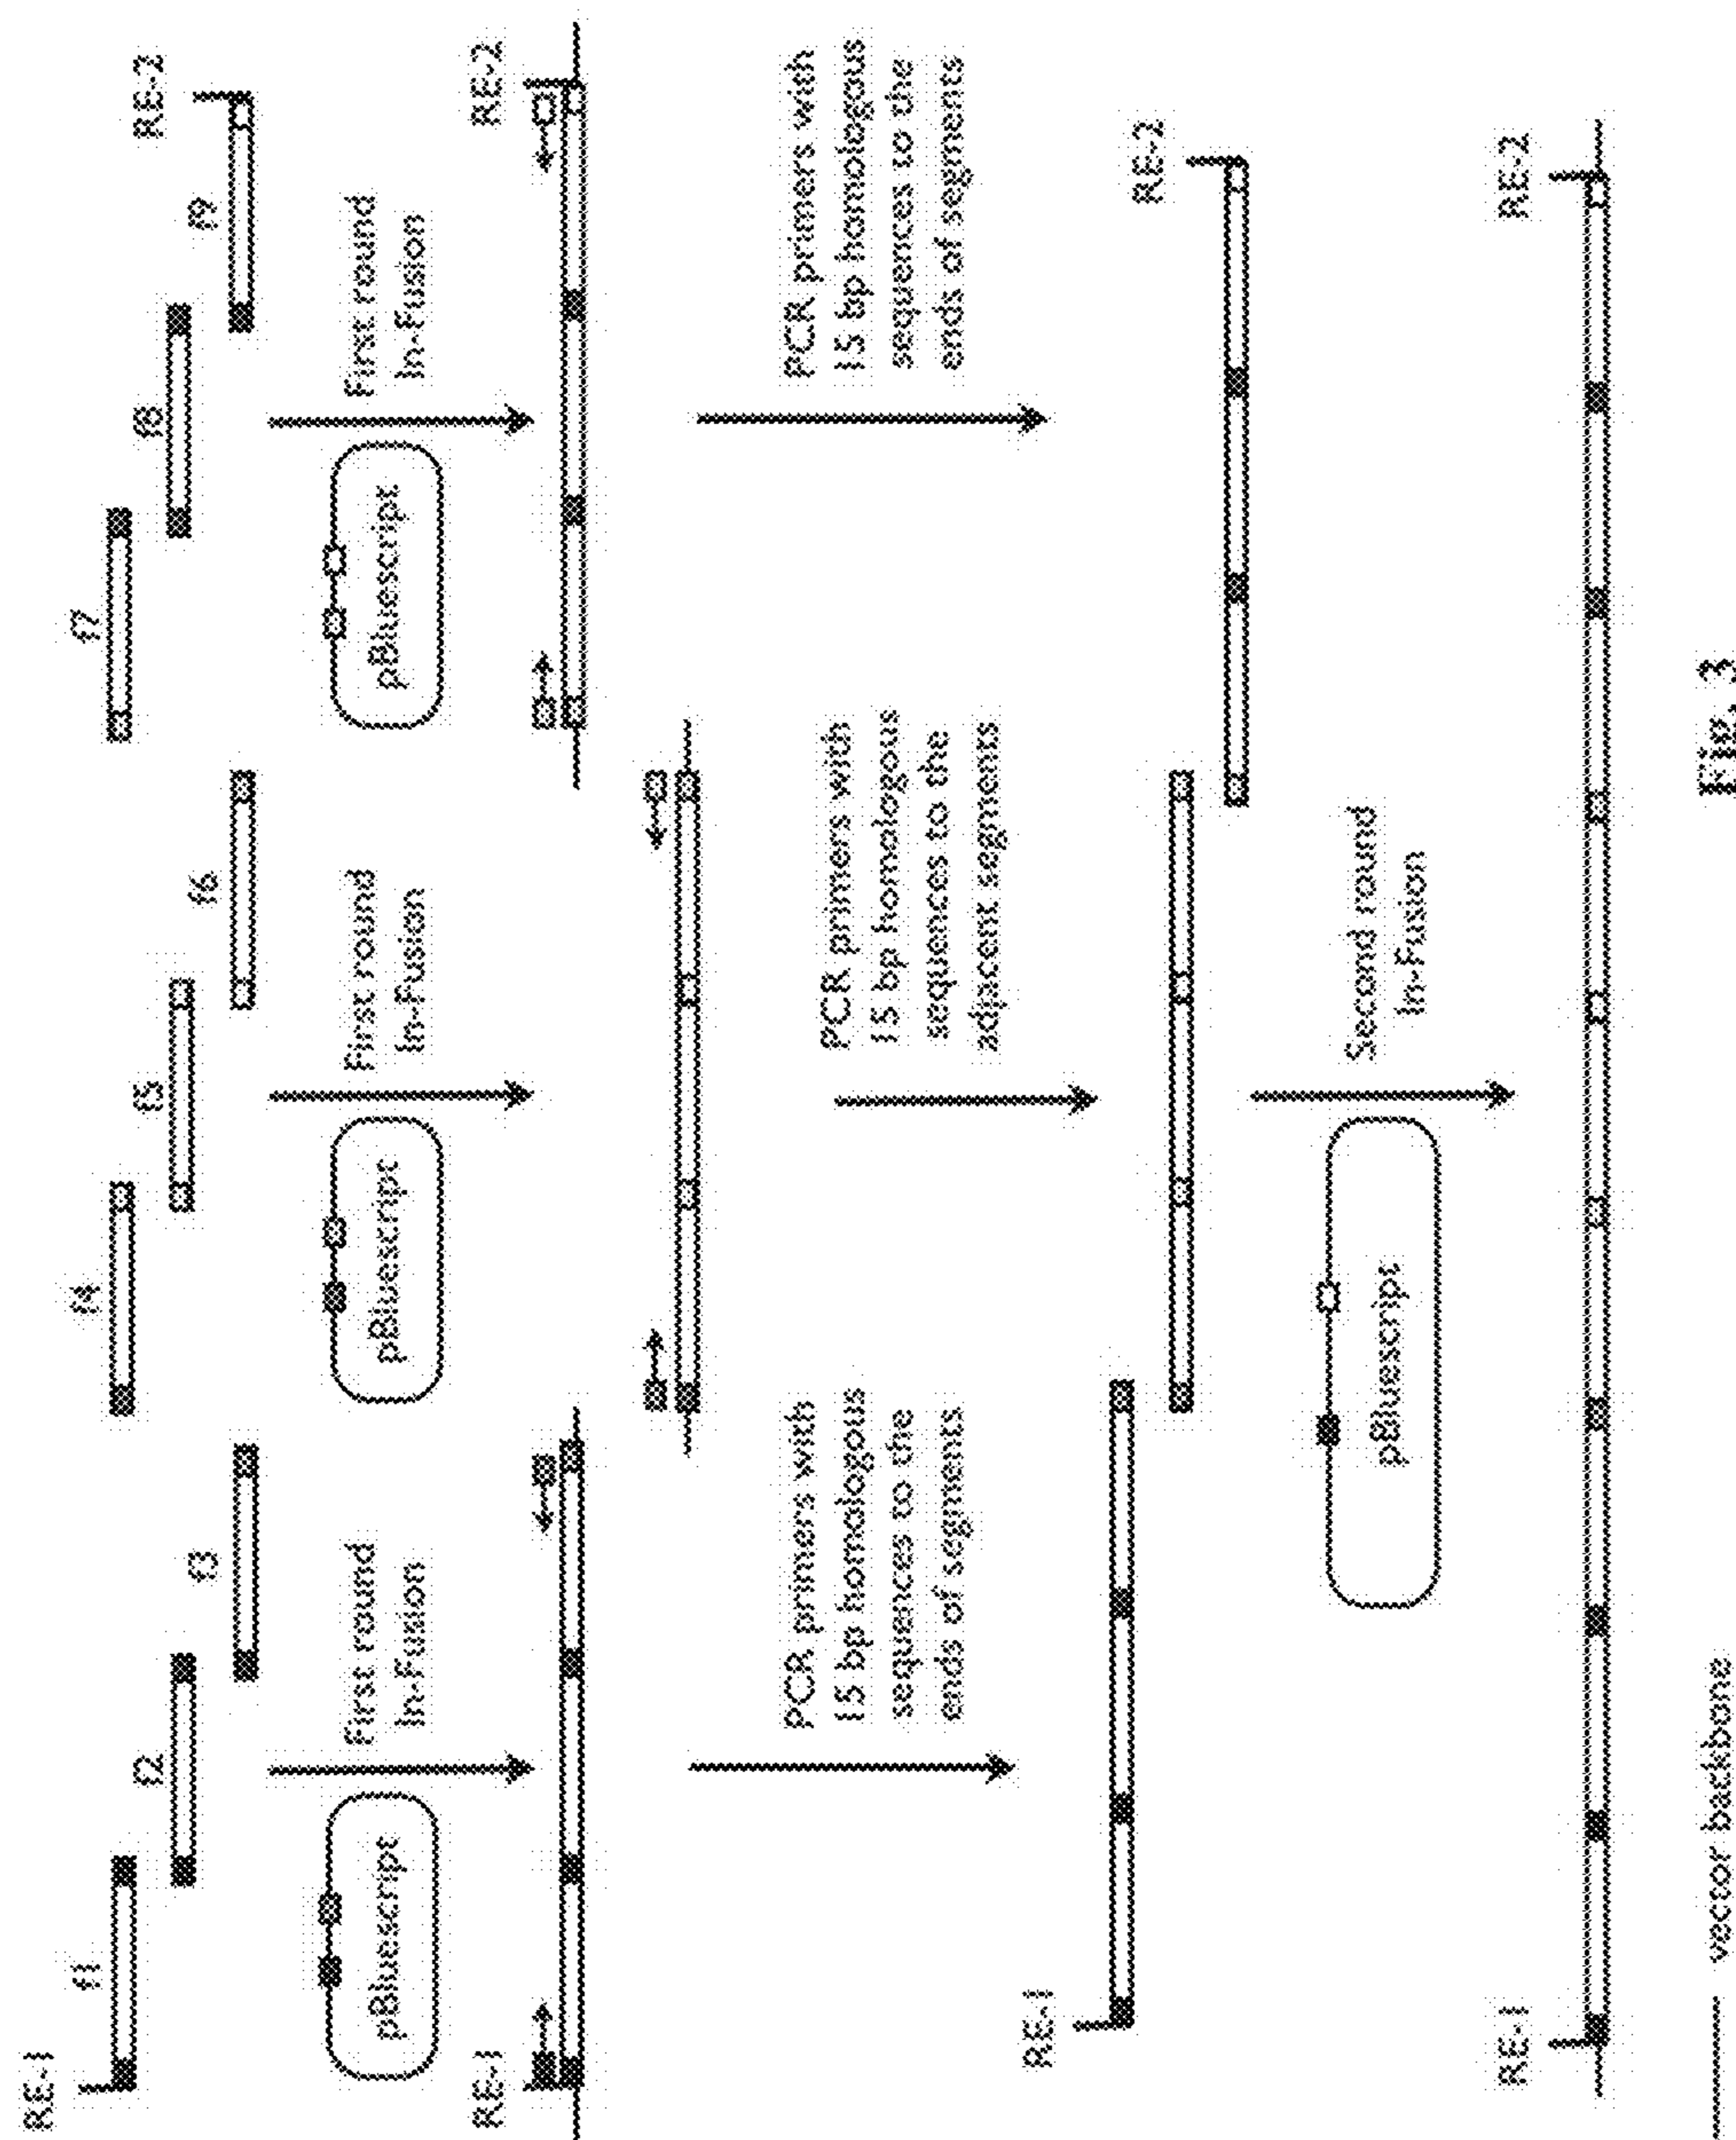 RE-1
f1
f2
f3
f4
f5
f6
f7
f8
f9
RE-2
pBluescript
First round
In-Fusion
pBluescript
First round
In-Fusion
pBluescript
First round
In-Fusion
RE-1
RE-2
PCR primers with
15 bp homologous
sequences to the
ends of segments
PCR primers with
15 bp homologous
sequences to the
adjacent segments
PCR primers with
15 bp homologous
sequences to the
ends of segments
RE-1
RE-2
pBluescript
Second round
In-Fusion
RE-1
RE-2
vector backbone
Fig. 3